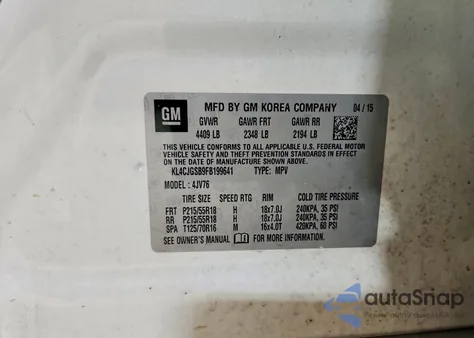 GM
MFD BY GM KOREA COMPANY 04 / 15
GVWR GAWR FRT GAWR RR
4409 LB 2348 LB 2194 LB
THIS VEHICLE CONFORMS TO ALL APPLICABLE U.S. FEDERAL MOTOR
VEHICLE SAFETY, BUMPER, AND THEFT PREVENTION STANDARDS IN
EFFECT ON THE DATE OF MANUFACTURE SHOWN ABOVE.
KL4CJGSB9FB199641 TYPE: MPV
MODEL : 4JV76
TIRE SIZE SPEED RTG RIM COLD TIRE PRESSURE
FRT P215/55R18 H 18x7.0J 240KPA, 35 PSI
RR P215/55R18 H 18x7.0J 240KPA, 35 PSI
SPA T125/70R16 M 16x4.0T 420KPA, 60 PSI
SEE OWNER'S MANUAL FOR MORE INFORMATION.
autoSnap